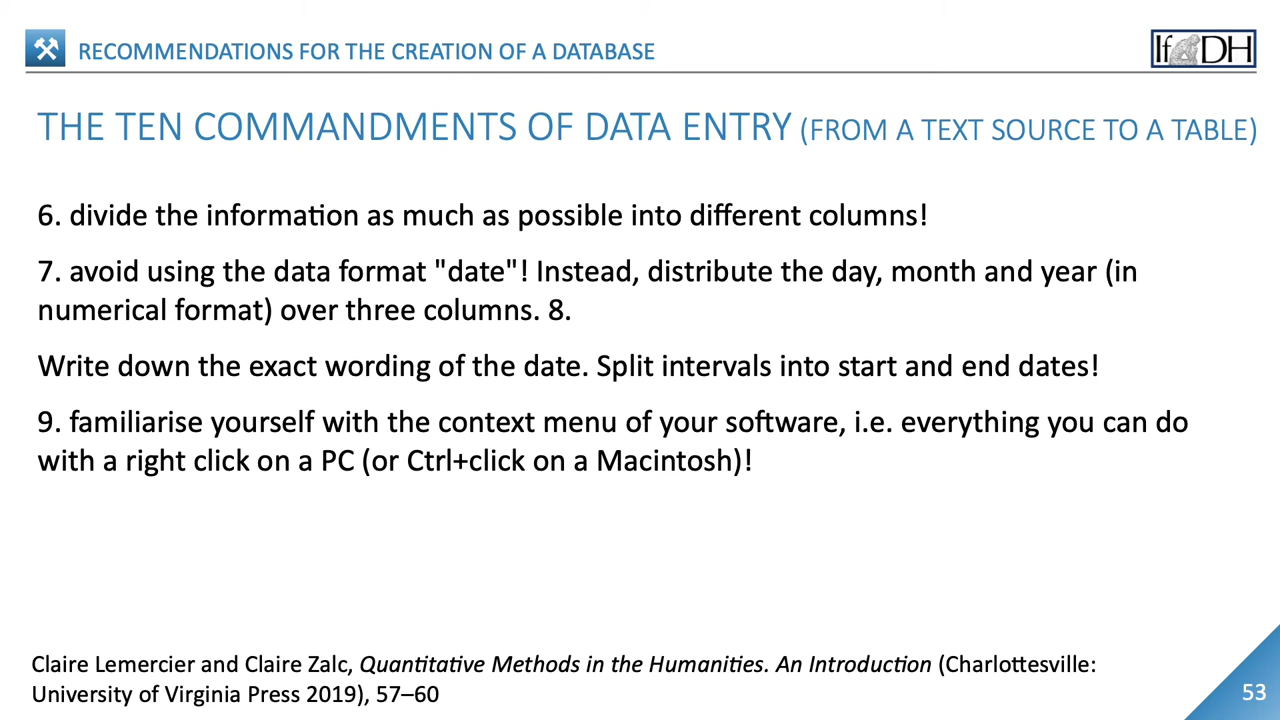 RECOMMENDATIONS FOR THE CREATION OF A DATABASE
IfDH
THE TEN COMMANDMENTS OF DATA ENTRY (FROM A TEXT SOURCE TO A TABLE)
6. divide the information as much as possible into different columns!
7. avoid using the data format "date"! Instead, distribute the day, month and year (in
numerical format) over three columns. 8.
Write down the exact wording of the date. Split intervals into start and end dates!
9. familiarise yourself with the context menu of your software, i.e. everything you can do
with a right click on a PC (or Ctrl+click on a Macintosh)!
Claire Lemercier and Claire Zalc, Quantitative Methods in the Humanities. An Introduction (Charlottesville:
University of Virginia Press 2019), 57–60
53